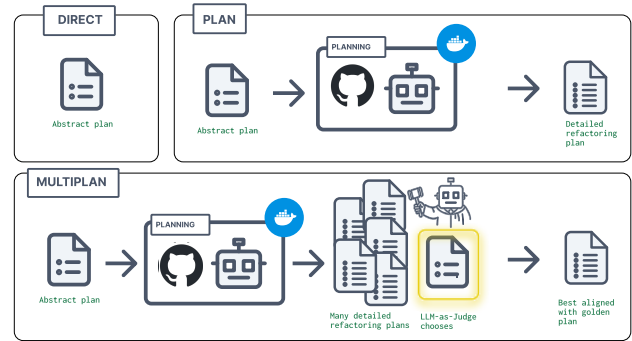 DIRECT
Abstract plan
PLAN
Abstract plan
PLANNING
Detailed
refactoring
plan
MULTIPLAN
Abstract plan
PLANNING
Many detailed
refactoring plans
LLM-as-Judge
chooses
Best aligned
with golden
plan